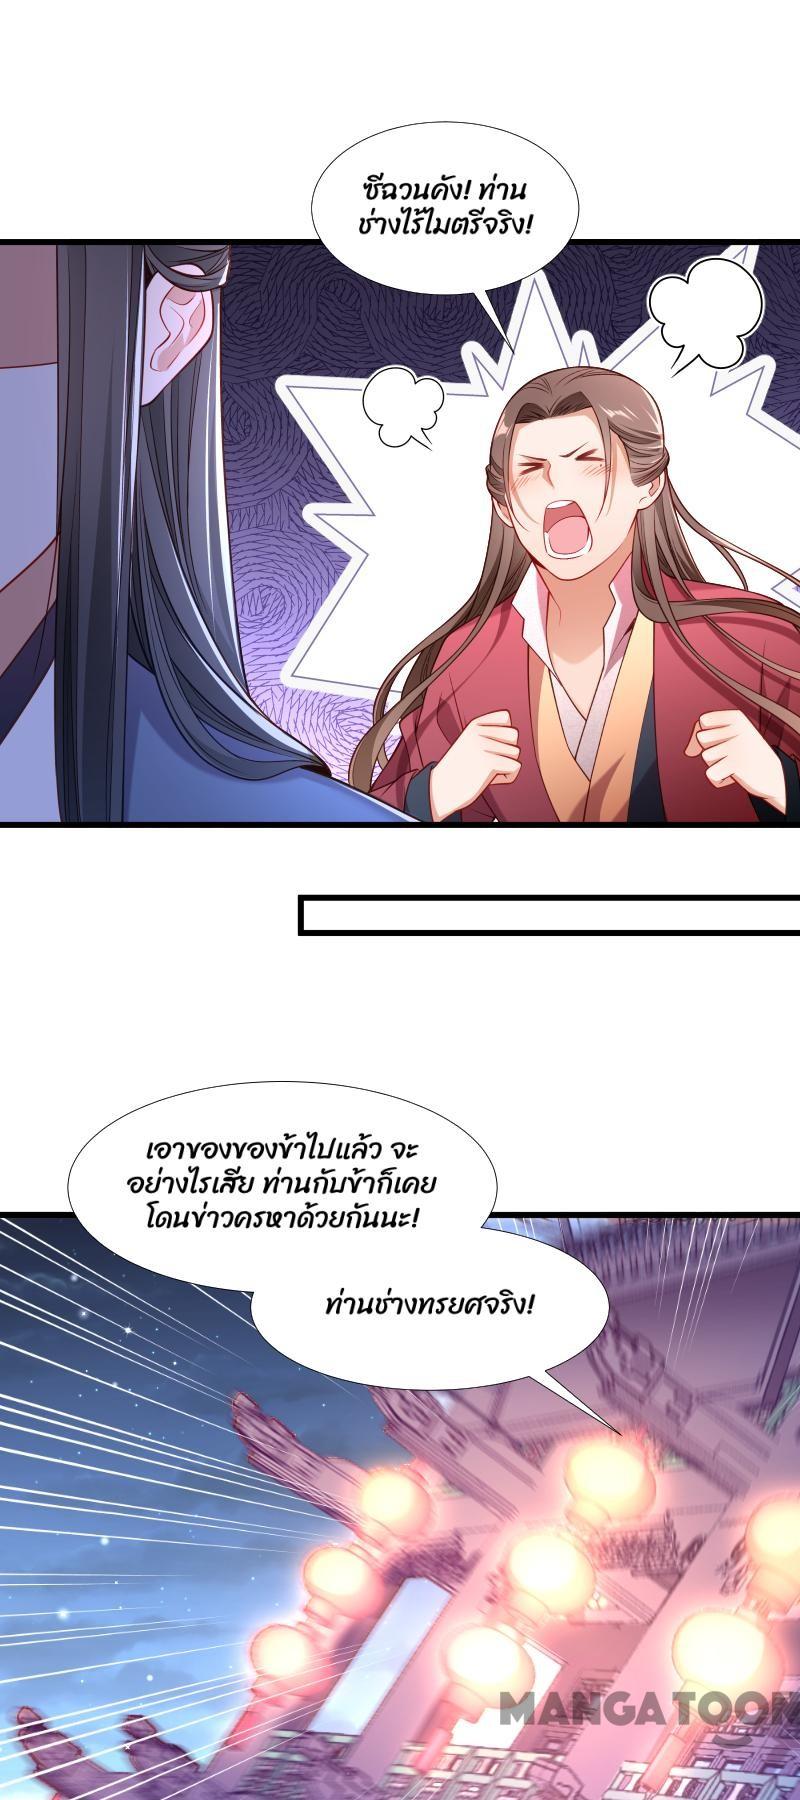 ซีฉวนคัง! ท่าน
ช่างไร้ไมตรีจริง!
เอาของของข้าไปแล้ว จะ
อย่างไรเสีย ท่านกับข้าก็เคย
โดนข่าวครหาด้วยกันนะ!
ท่านช่างทรยศจริง!
MANGATOON